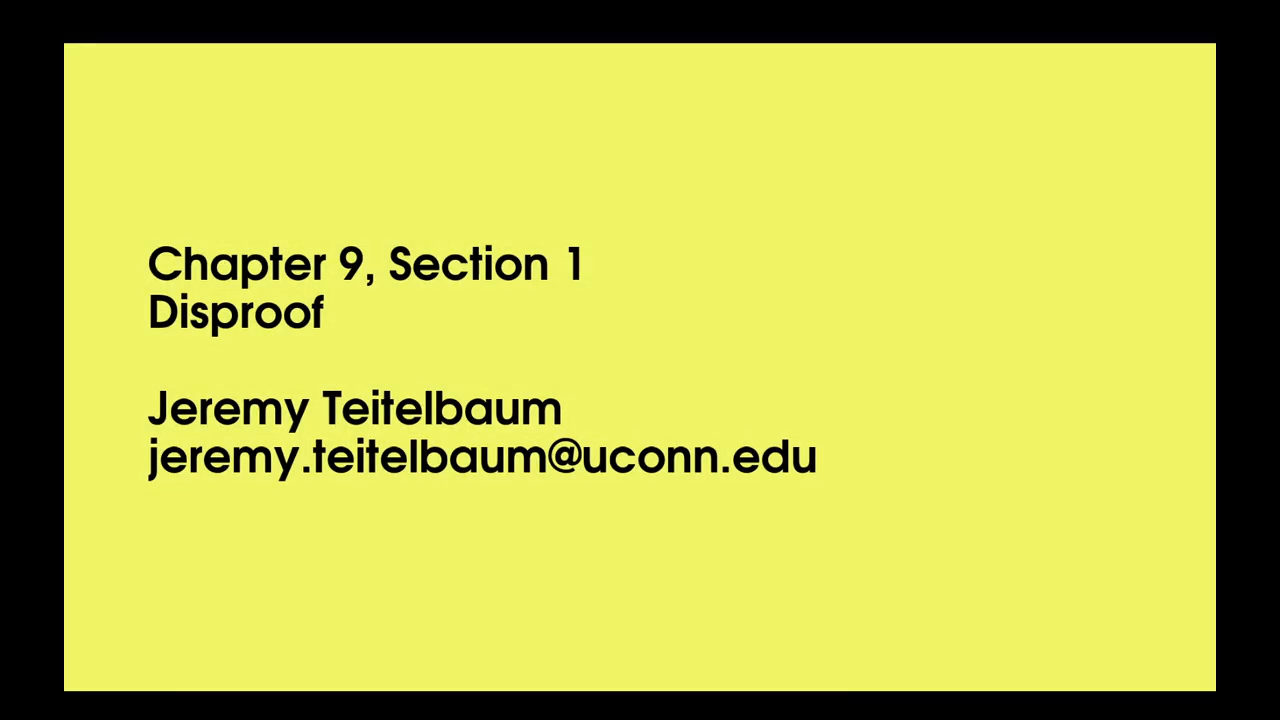 Chapter 9, Section 1
Disproof
Jeremy Teitelbaum
jeremy.teitelbaum@uconn.edu